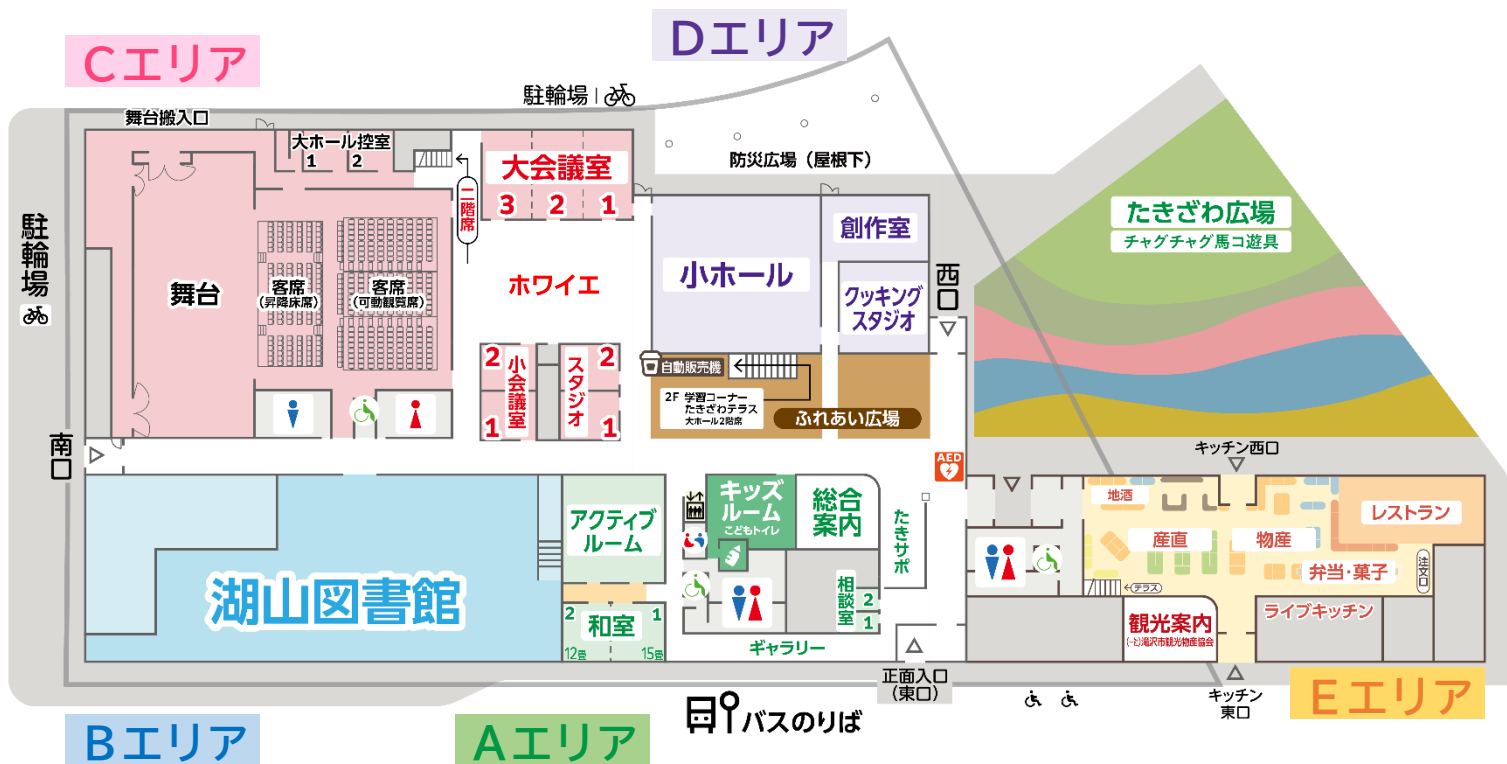 Cエリア
Dエリア
駐輪場
舞台搬入口
大ホール控室
1 2
大会議室
3 2 1
二階席
防災広場（屋根下）
たきざわ広場
チャグチャグ馬コ遊具
駐輪場
舞台
客席
(昇降床席)
客席
(可動観覧席)
ホワイエ
小ホール
創作室
クッキング
スタジオ
西口
2
小会議室
1
2
スタジオ
1
自動販売機
2F 学習コーナー
たきざわテラス
大ホール2階席
ふれあい広場
南口
AED
キッチン西口
湖山図書館
アクティブ
ルーム
キッズ
ルーム
こどもトイレ
総合
案内
たきサポ
地酒
産直
物産
レストラン
弁当・菓子
注文口
テラス
ライブキッチン
2 和室 1
12畳 15畳
相談室
2
1
ギャラリー
観光案内
(一社)滝沢市観光物産協会
正面入口
(東口)
キッチン
東口
Eエリア
バスのりば
Bエリア
Aエリア